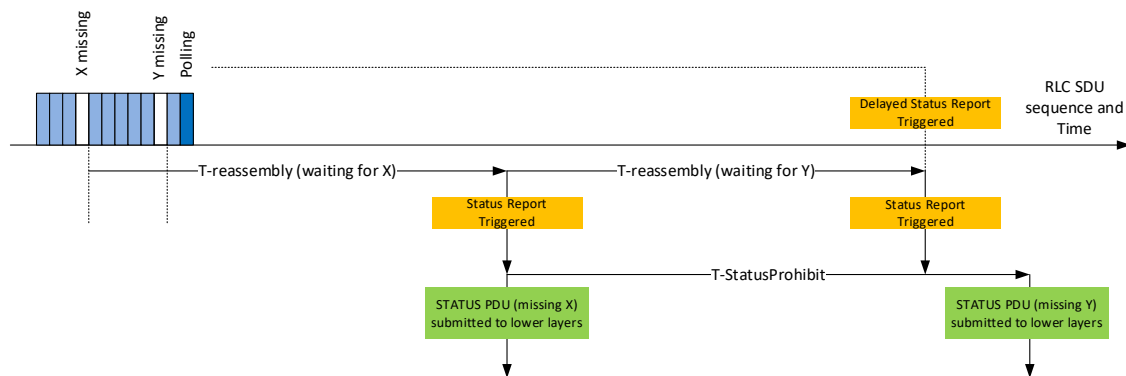 X missing
Y missing
Polling
Delayed Status Report
Triggered
RLC SDU
sequence and
Time
T-reassembly (waiting for X)
T-reassembly (waiting for Y)
Status Report
Triggered
Status Report
Triggered
T-StatusProhibit
STATUS PDU (missing X)
submitted to lower layers
STATUS PDU (missing Y)
submitted to lower layers